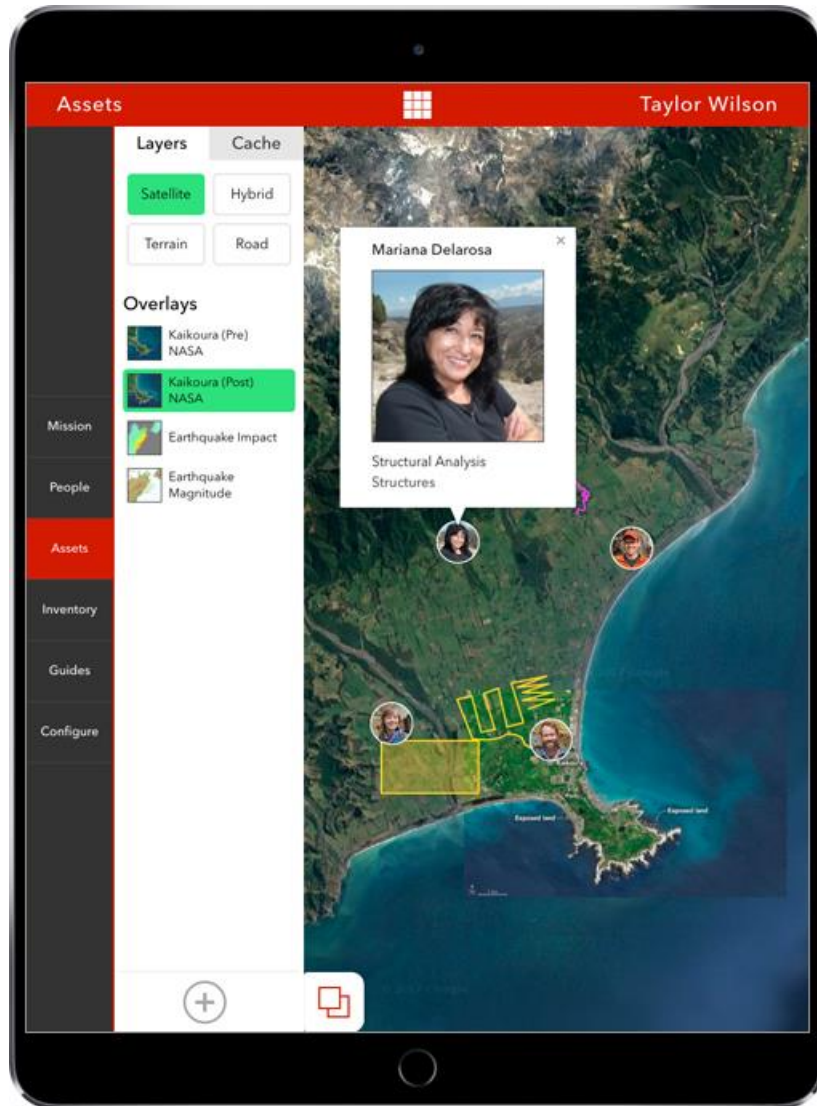 Assets
Taylor Wilson
Layers
Cache
Satellite
Hybrid
Terrain
Road
Overlays
Kaikoura (Pre)
NASA
Kaikoura (Post)
NASA
Earthquake Impact
Earthquake
Magnitude
Mission
People
Assets
Inventory
Guides
Configure
Mariana Delarosa
×
Structural Analysis
Structures
Exposed land
Exposed land